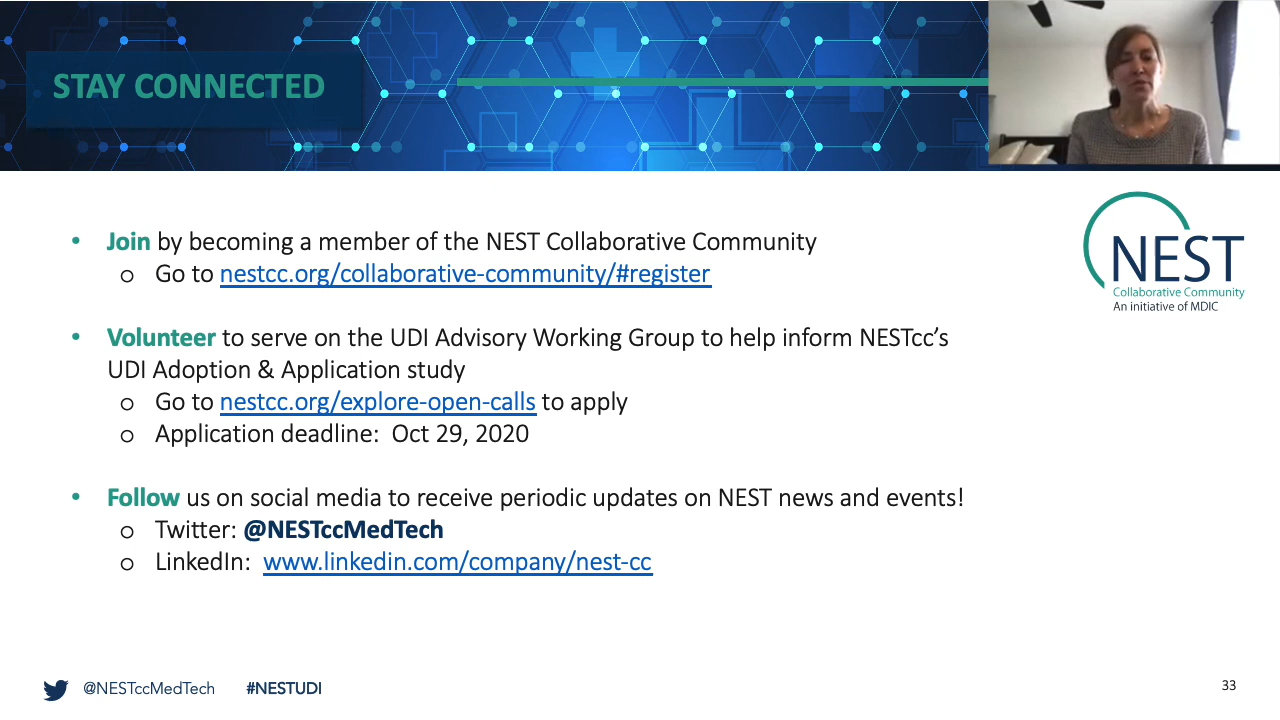 STAY CONNECTED
• Join by becoming a member of the NEST Collaborative Community
o Go to nestcc.org/collaborative-community/#register
NEST
Collaborative Community
An initiative of MDIC
• Volunteer to serve on the UDI Advisory Working Group to help inform NESTcc’s
UDI Adoption & Application study
o Go to nestcc.org/explore-open-calls to apply
o Application deadline: Oct 29, 2020
• Follow us on social media to receive periodic updates on NEST news and events!
o Twitter: @NESTccMedTech
o LinkedIn: www.linkedin.com/company/nest-cc
@NESTccMedTech #NESTUDI
33